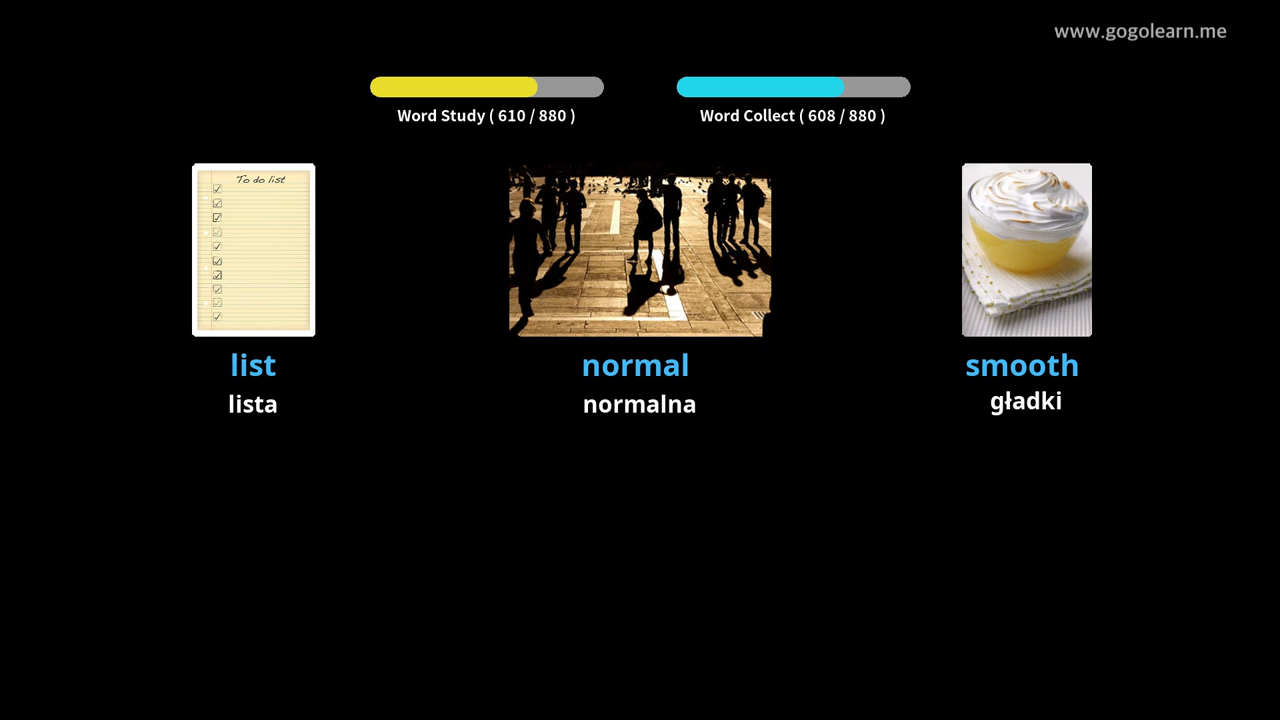 www.gogolearn.me
Word Study ( 610 / 880 )
Word Collect ( 608 / 880 )
To do list
list
normal
smooth
lista
normalna
gładki